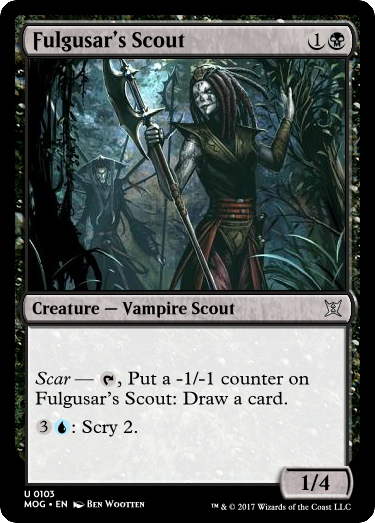 Fulgusar's Scout 1
Creature — Vampire Scout
Scar — , Put a -1/-1 counter on
Fulgusar's Scout: Draw a card.
3 : Scry 2.
1/4
U 0103
MOG • EN BEN WOOTTEN
™ & © 2017 Wizards of the Coast LLC